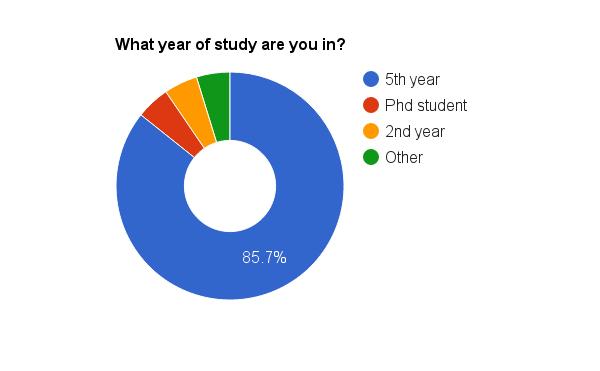 What year of study are you in?
5th year
Phd student
2nd year
Other
85.7%